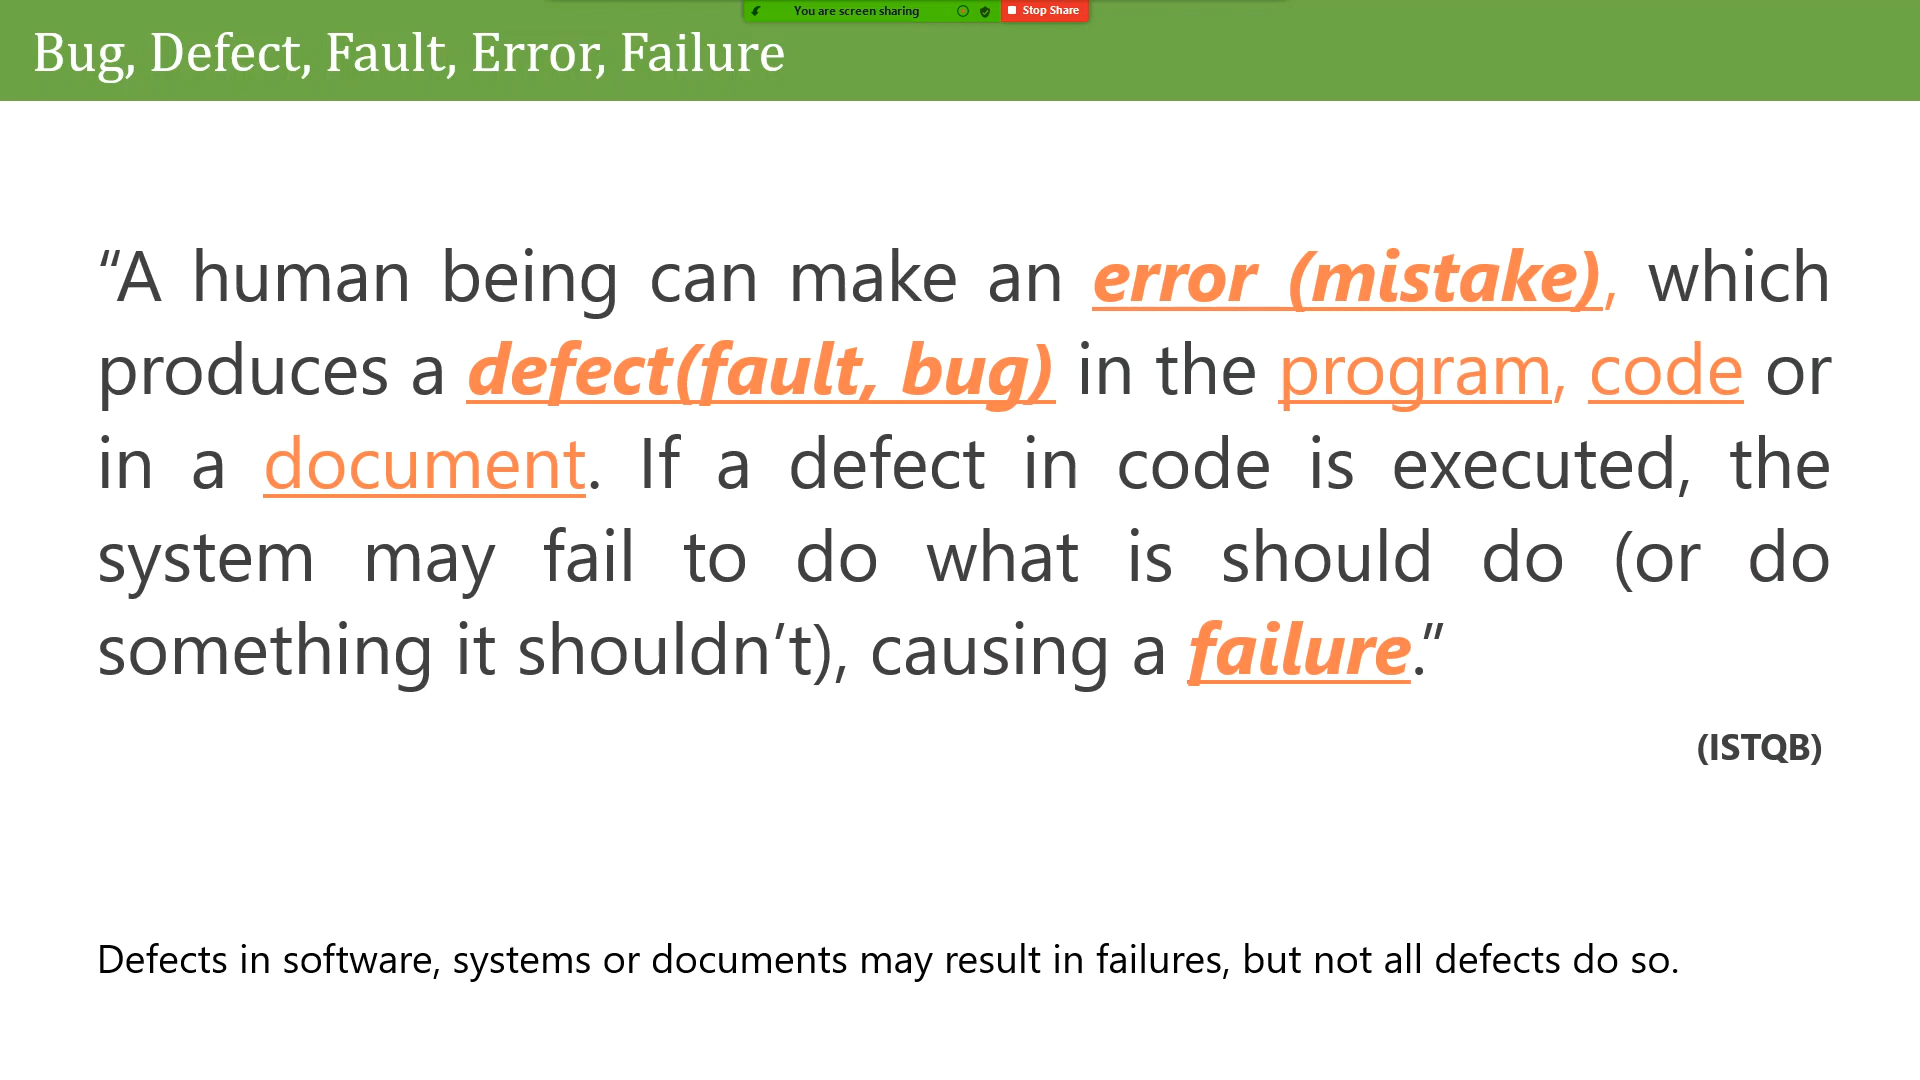 You are screen sharing
Stop Share
Bug, Defect, Fault, Error, Failure
“A human being can make an error (mistake), which
produces a defect(fault, bug) in the program, code or
in a document. If a defect in code is executed, the
system may fail to do what is should do (or do
something it shouldn’t), causing a failure.”
(ISTQB)
Defects in software, systems or documents may result in failures, but not all defects do so.